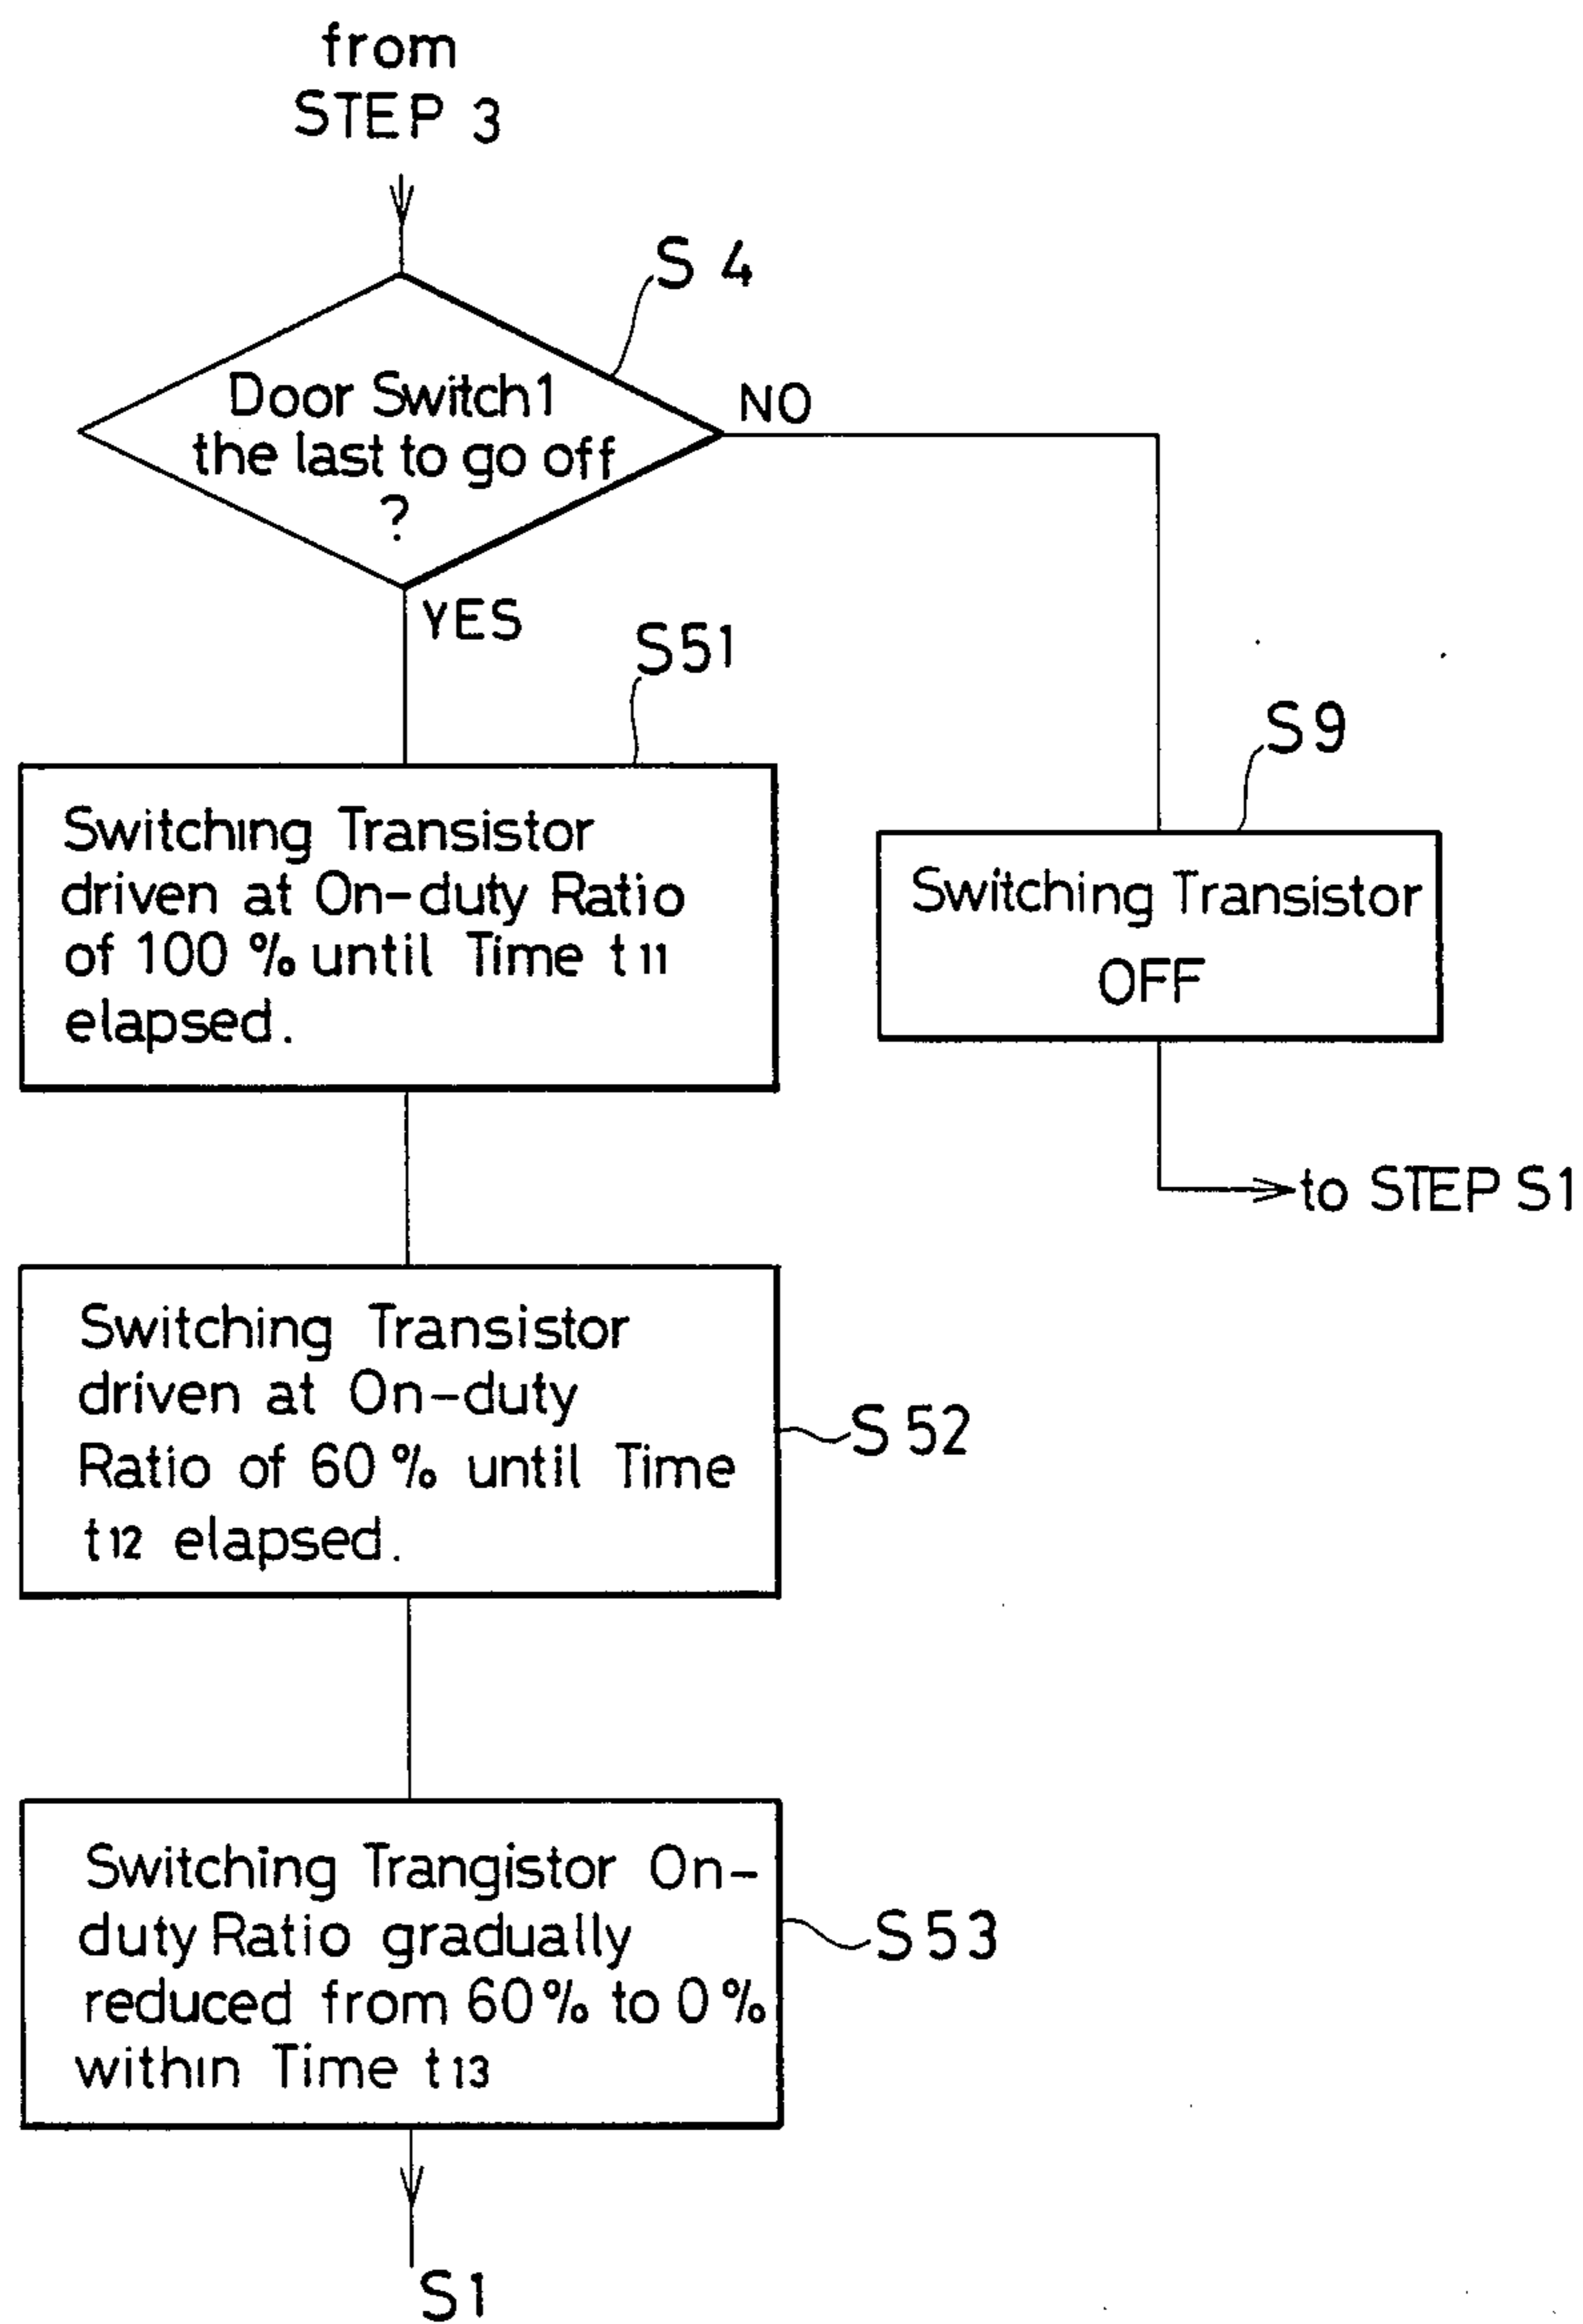 from
STEP 3
S 4
Door Switch1
the last to go off
?
NO
YES
S51
Switching Transistor
driven at On-duty Ratio
of 100 % until Time t11
elapsed.
S9
Switching Transistor
OFF
to STEP S1
Switching Transistor
driven at On-duty
Ratio of 60 % until Time
t12 elapsed.
S 52
Switching Trangistor On-
duty Ratio gradually
reduced from 60% to 0%
within Time t13
S53
S1